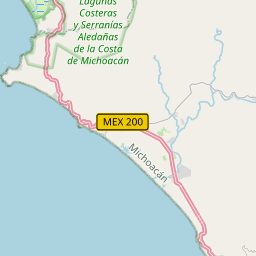 Lagunas
Costeras
y Serranías
Aledañas
de la Costa
de Michoacán
MEX 200
Michoacán